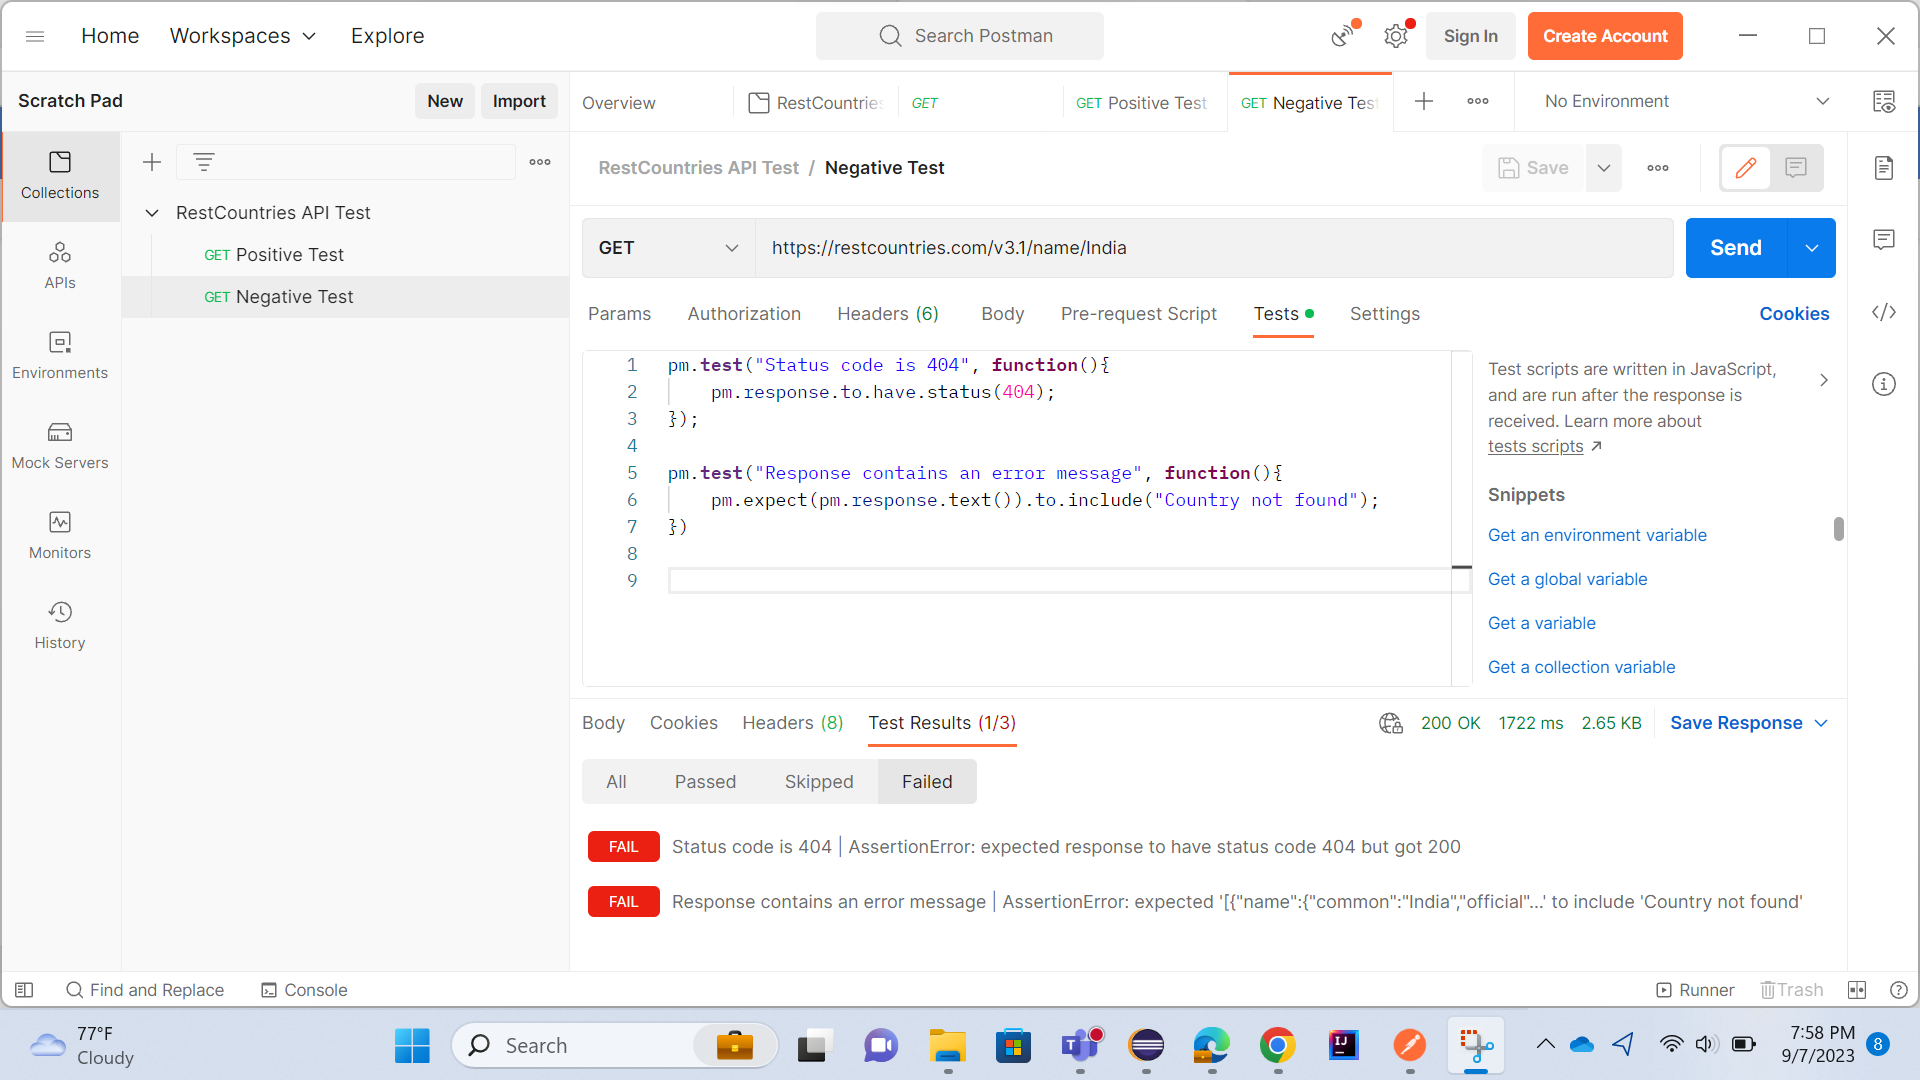 Home
Workspaces
Explore
Search Postman
Sign In
Create Account
Scratch Pad
New
Import
Overview
RestCountries
GET
GET Positive Test
GET Negative Test
No Environment
Collections
APIs
Environments
Mock Servers
Monitors
History
RestCountries API Test
GET Positive Test
GET Negative Test
RestCountries API Test / Negative Test
Save
GET
https://restcountries.com/v3.1/name/India
Send
Params
Authorization
Headers (6)
Body
Pre-request Script
Tests
Settings
Cookies
1 pm.test("Status code is 404", function(){
2 pm.response.to.have.status(404);
3 });
4
5 pm.test("Response contains an error message", function(){
6 pm.expect(pm.response.text()).to.include("Country not found");
7 })
8
9
Test scripts are written in JavaScript,
and are run after the response is
received. Learn more about
tests scripts ↗
Snippets
Get an environment variable
Get a global variable
Get a variable
Get a collection variable
Body
Cookies
Headers (8)
Test Results (1/3)
200 OK
1722 ms
2.65 KB
Save Response
All
Passed
Skipped
Failed
FAIL Status code is 404 | AssertionError: expected response to have status code 404 but got 200
FAIL Response contains an error message | AssertionError: expected '[{"name":{"common":"India","official"...' to include 'Country not found'
Find and Replace
Console
Runner
Trash
77°F
Cloudy
Search
T
IJ
7:58 PM
9/7/2023
8